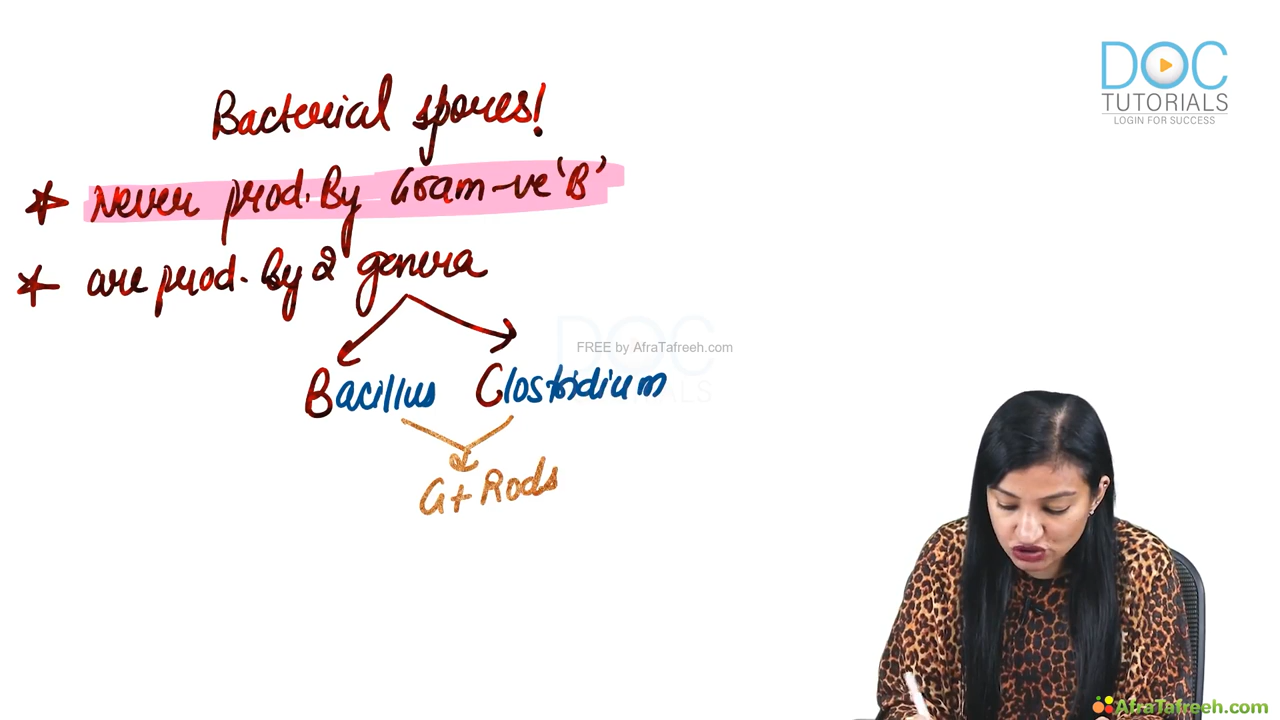 DOC
TUTORIALS
LOGIN FOR SUCCESS
Bacterial spores!
* Never prod. By Gram -ve 'B'
* are prod. By 2 genera
DOC
FREE by AfraTafreeh.com
Bacillus Clostridium
G+ Rods
AfraTafreeh.com